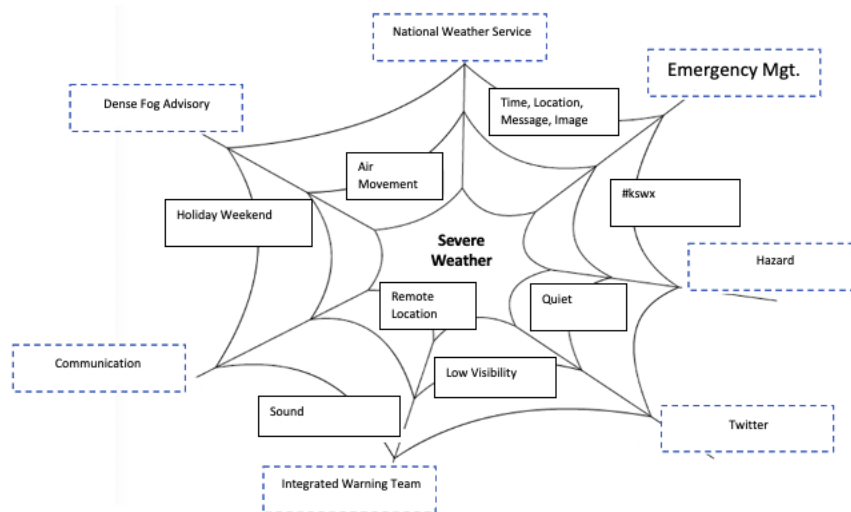 National Weather Service
Emergency Mgt.
Dense Fog Advisory
Time, Location,
Message, Image
Air
Movement
#kswx
Holiday Weekend
Severe
Weather
Hazard
Remote
Location
Quiet
Communication
Low Visibility
Sound
Twitter
Integrated Warning Team